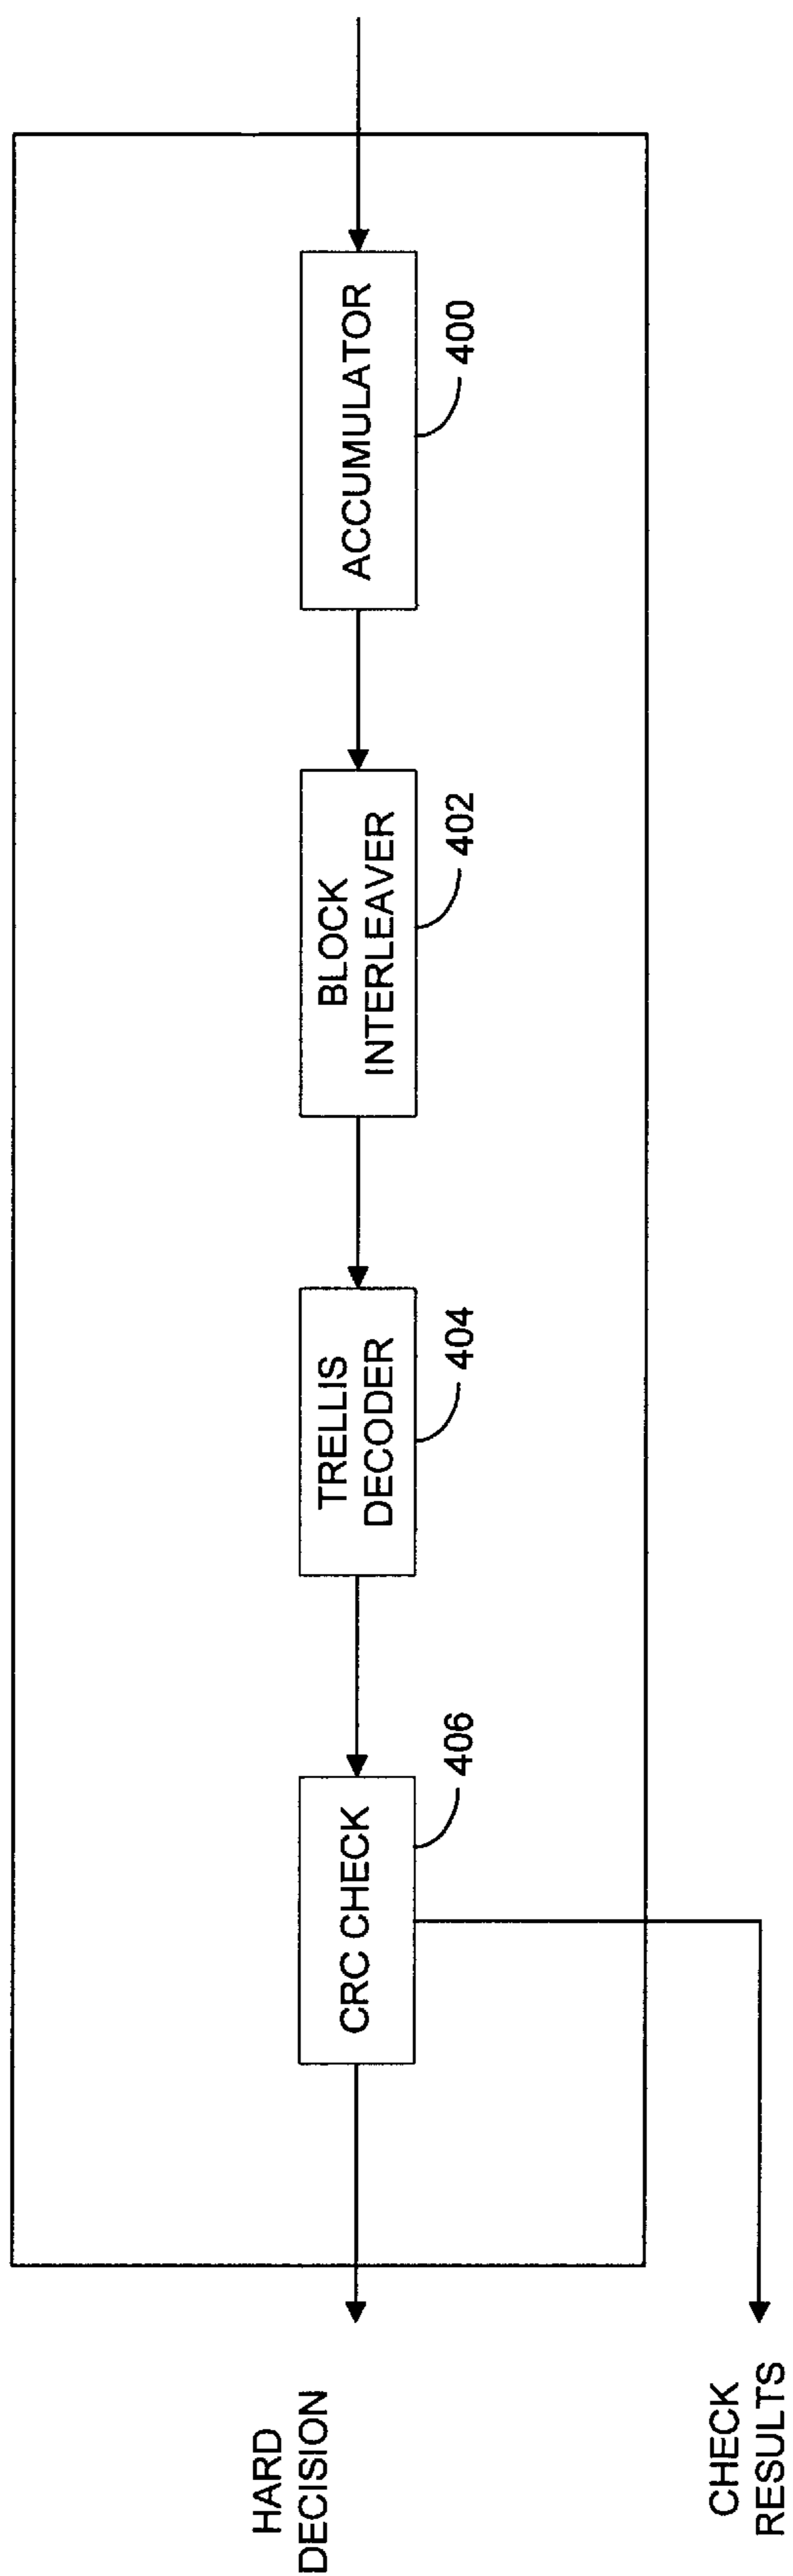 ACCUMULATOR
400
BLOCK
INTERLEAVER
402
TRELLIS
DECODER
404
CRC CHECK
406
HARD
DECISION
CHECK
RESULTS